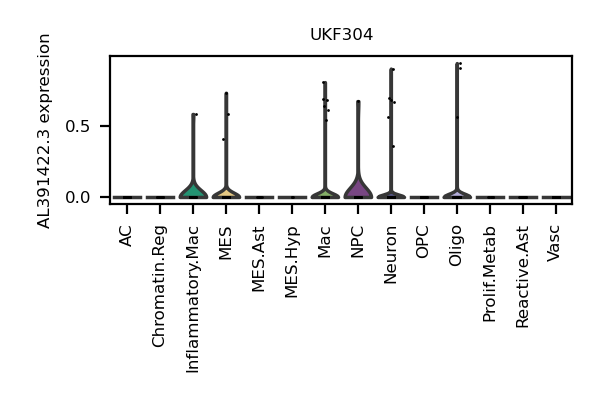 UKF304
AL391422.3 expression
0.5
0.0
AC
Chromatin.Reg
Inflammatory.Mac
MES
MES.Ast
MES.Hyp
Mac
NPC
Neuron
OPC
Oligo
Prolif.Metab
Reactive.Ast
Vasc